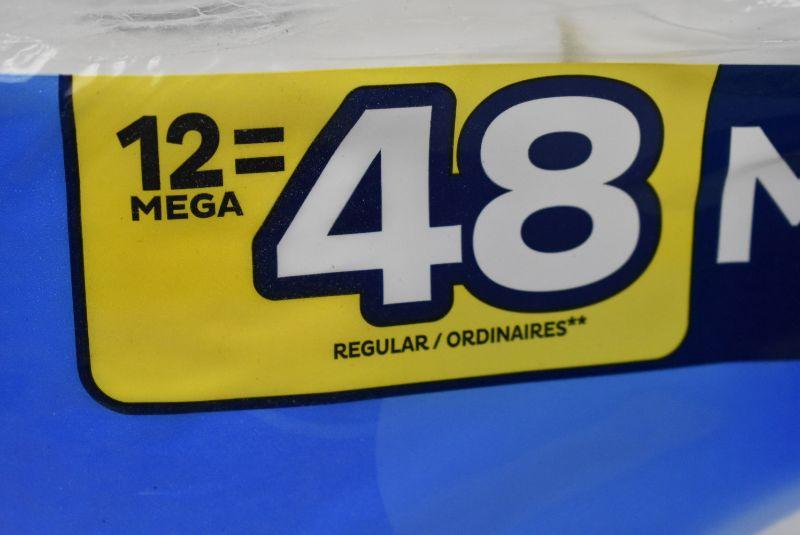 12=48
MEGA
REGULAR / ORDINAIRES**
M